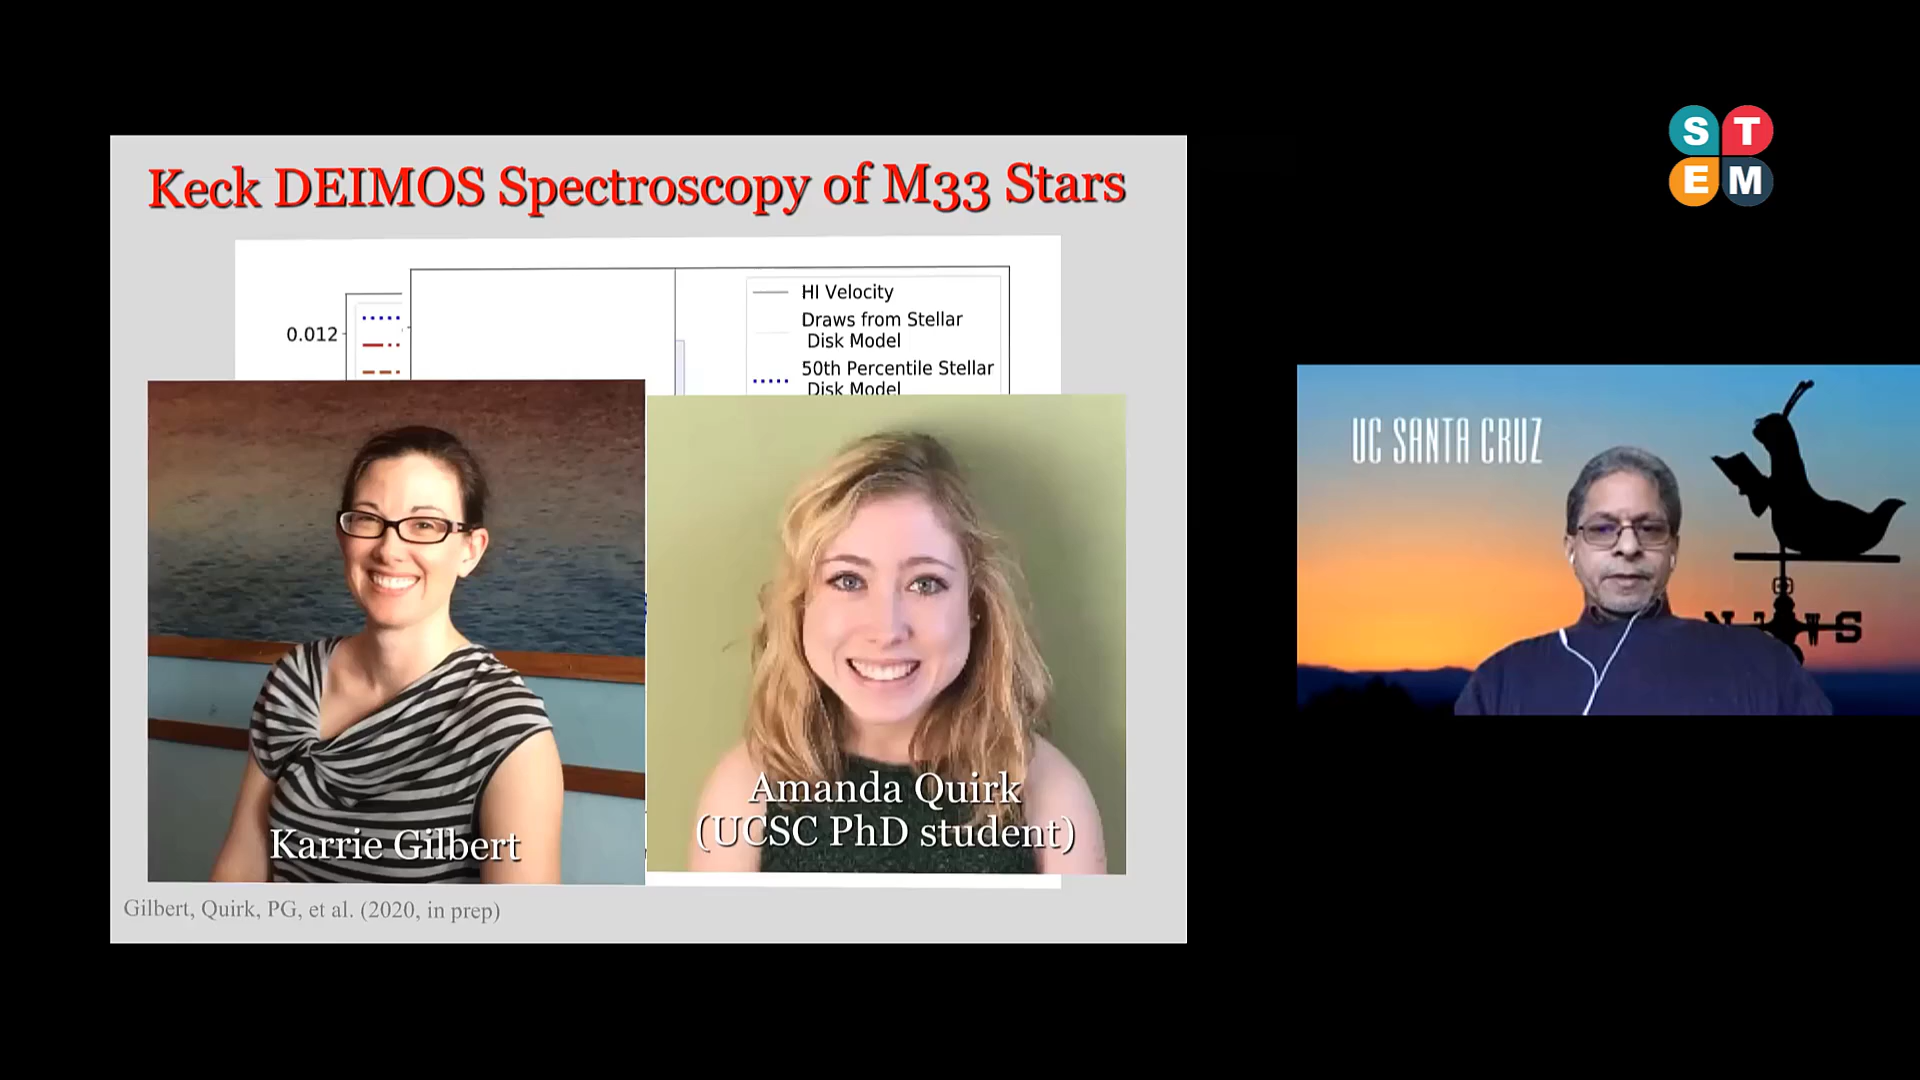 Keck DEIMOS Spectroscopy of M33 Stars
HI Velocity
Draws from Stellar
Disk Model
50th Percentile Stellar
Disk Model
0.012
Karrie Gilbert
Amanda Quirk
(UCSC PhD student)
Gilbert, Quirk, PG, et al. (2020, in prep)
S T
E M
UC SANTA CRUZ
N W S